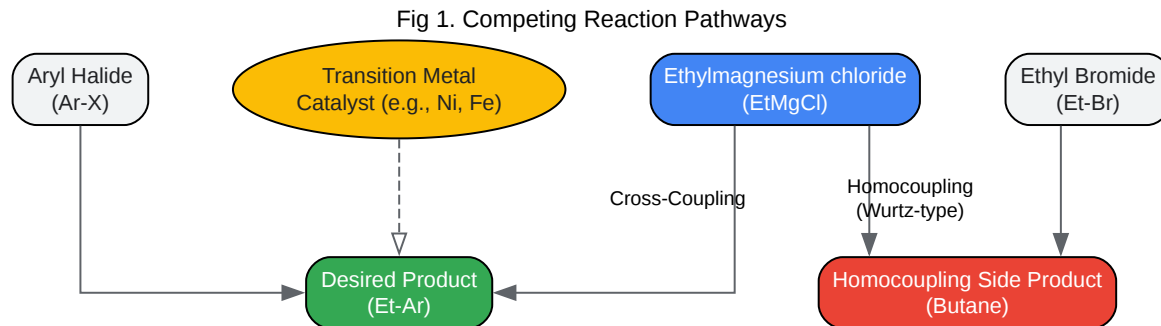 Fig 1. Competing Reaction Pathways
Aryl Halide
(Ar-X)
Transition Metal
Catalyst (e.g., Ni, Fe)
Ethylmagnesium chloride
(EtMgCl)
Ethyl Bromide
(Et-Br)
Cross-Coupling
Homocoupling
(Wurtz-type)
Desired Product
(Et-Ar)
Homocoupling Side Product
(Butane)